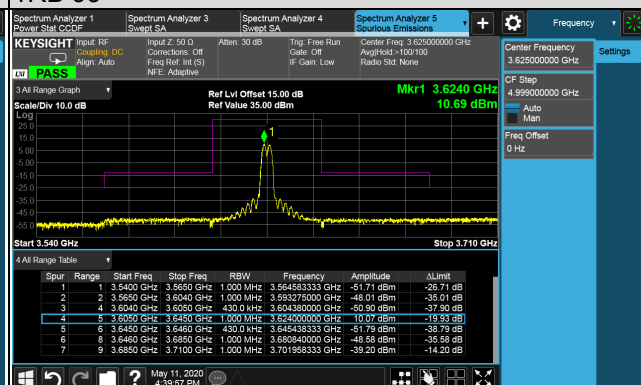 Spectrum Analyzer 1
Power Stat CCDF
Spectrum Analyzer 3
Swept SA
Spectrum Analyzer 4
Swept SA
Spectrum Analyzer 5
Spurious Emissions
Frequency
KEYSIGHT
Input: RF
Coupling: DC
Align: Auto
Input Z: 50 Ω
Corrections: Off
Freq Ref: Int (S)
NFE: Adaptive
Atten: 30 dB
Trig: Free Run
Gate: Off
IF Gain: Low
Center Freq: 3.625000000 GHz
Avg|Hold:>100/100
Radio Std: None
LXI
PASS
Center Frequency
3.625000000 GHz
Settings
CF Step
4.999000000 GHz
Auto
Man
Freq Offset
0 Hz
3 All Range Graph
Scale/Div 10.0 dB
Ref Lvl Offset 15.00 dB
Ref Value 35.00 dBm
Mkr1 3.6240 GHz
10.69 dBm
Log
25.0
15.0
5.00
-5.00
-15.0
-25.0
-35.0
-45.0
-55.0
1
Start 3.540 GHz
Stop 3.710 GHz
4 All Range Table
Spur Range Start Freq Stop Freq RBW Frequency Amplitude ΔLimit
1 1 3.5400 GHz 3.5650 GHz 1.000 MHz 3.564583333 GHz -51.71 dBm -26.71 dB
2 2 3.5650 GHz 3.6040 GHz 1.000 MHz 3.593275000 GHz -48.01 dBm -35.01 dB
3 4 3.6040 GHz 3.6050 GHz 430.0 kHz 3.604380000 GHz -50.90 dBm -37.90 dB
4 5 3.6050 GHz 3.6450 GHz 1.000 MHz 3.624000000 GHz 10.07 dBm -19.93 dB
5 6 3.6450 GHz 3.6460 GHz 430.0 kHz 3.645438333 GHz -51.79 dBm -38.79 dB
6 8 3.6460 GHz 3.6850 GHz 1.000 MHz 3.680840000 GHz -48.58 dBm -35.58 dB
7 9 3.6850 GHz 3.7100 GHz 1.000 MHz 3.701958333 GHz -39.20 dBm -14.20 dB
?
May 11, 2020
4:39:57 PM